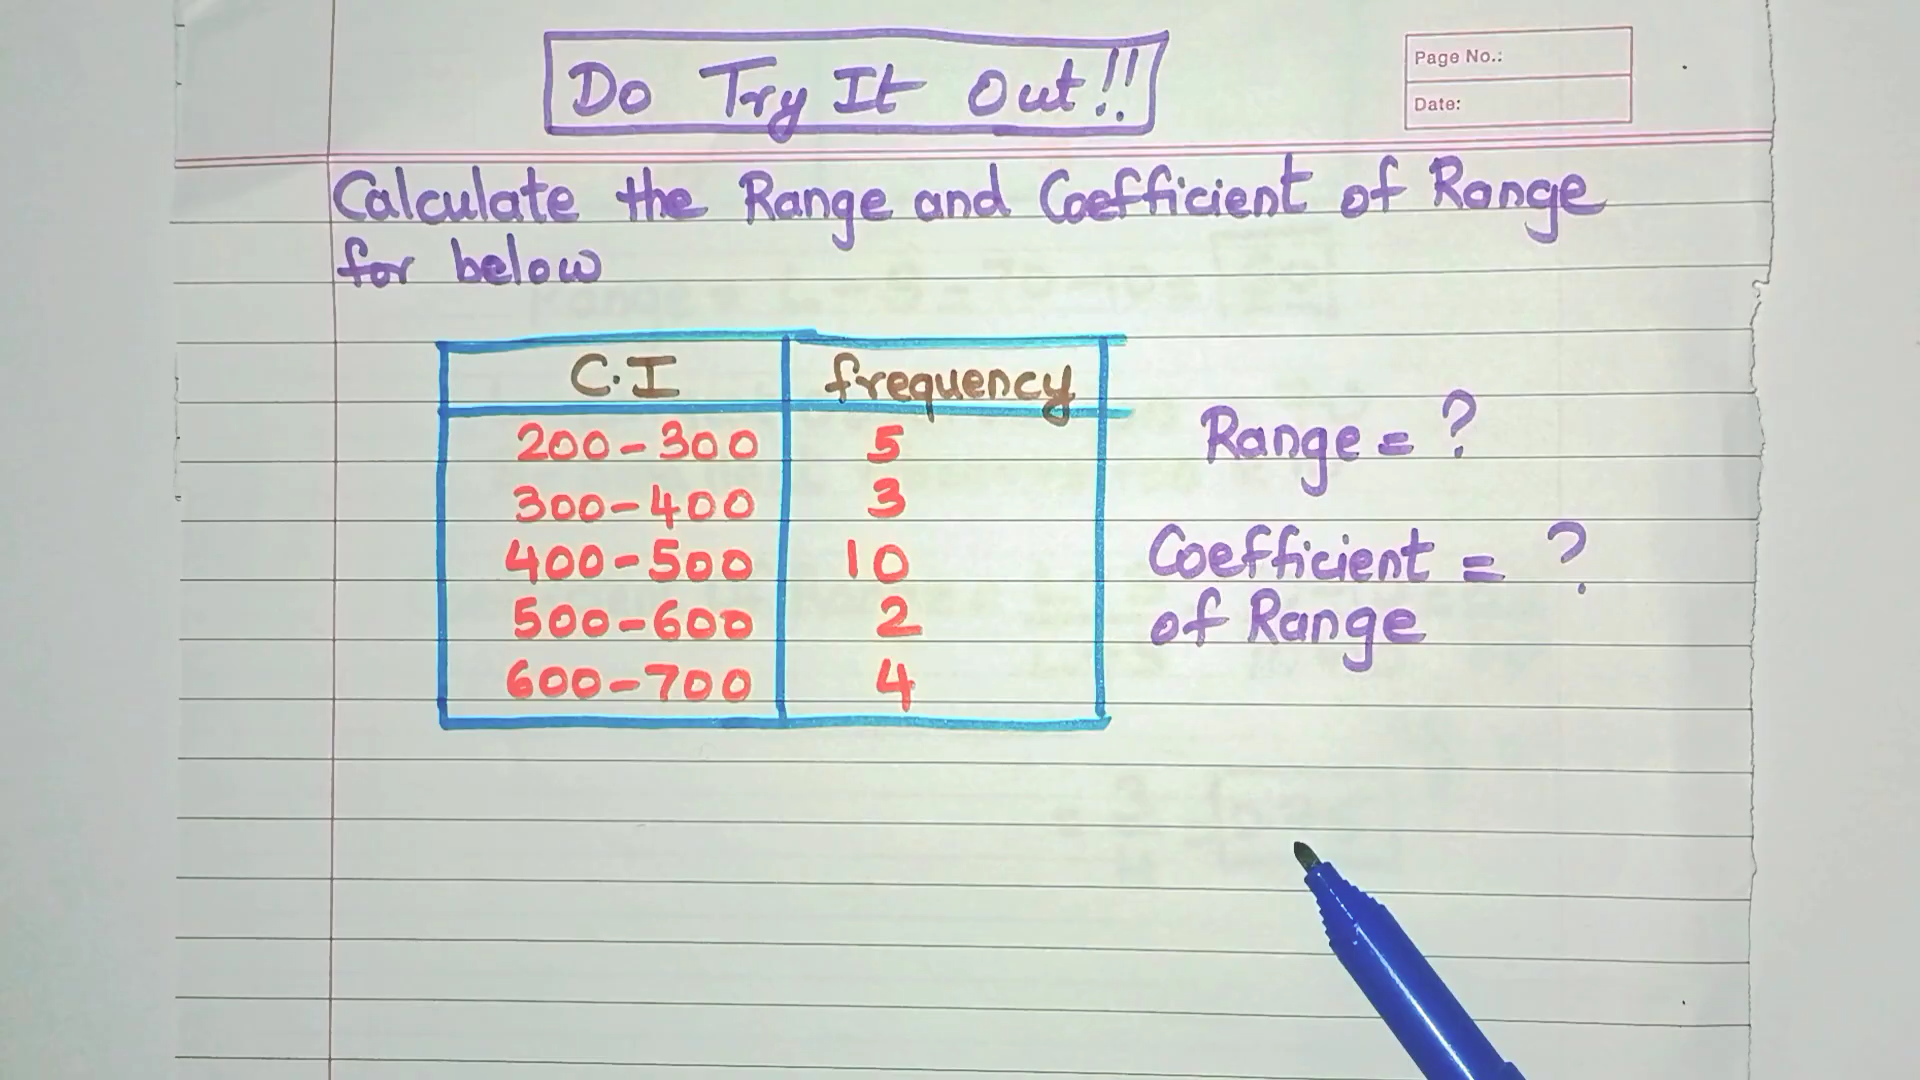 Do Try It Out!!
Page No.:
Date:
Calculate the Range and Coefficient of Range
for below
C.I frequency
200-300 5
300-400 3
400-500 10
500-600 2
600-700 4
Range = ?
Coefficient = ?
of Range